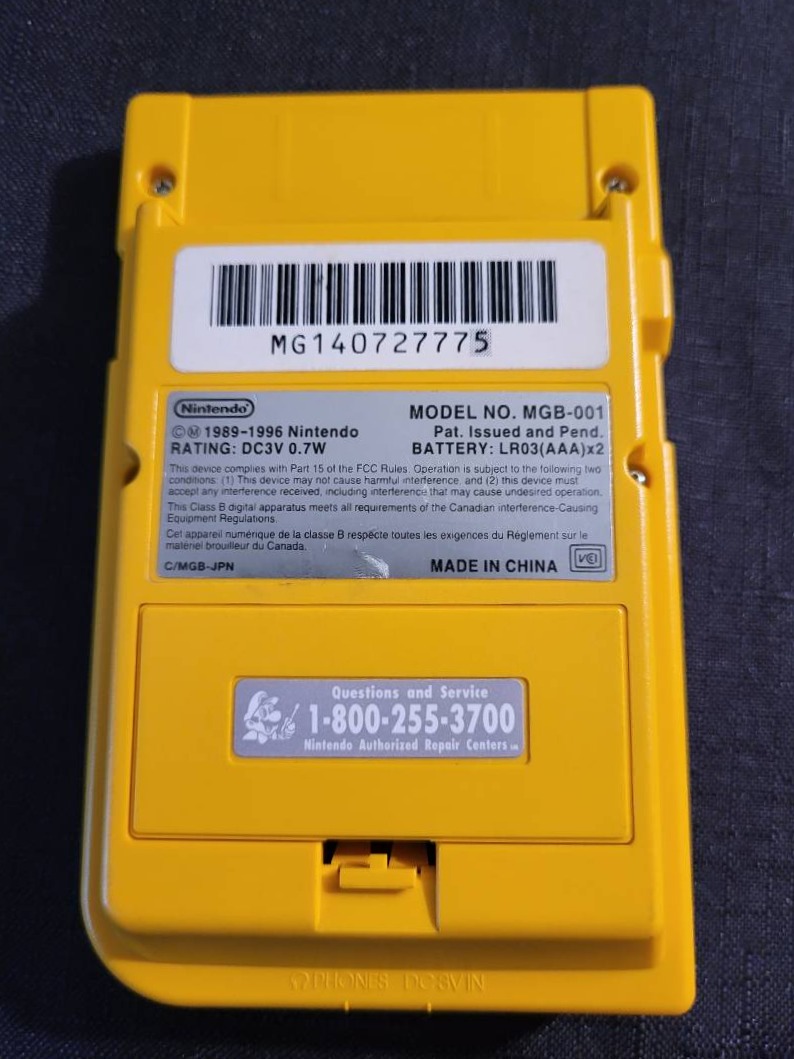 MG140727775
Nintendo®
©Ⓜ 1989-1996 Nintendo
RATING: DC3V 0.7W
MODEL NO. MGB-001
Pat. Issued and Pend.
BATTERY: LR03(AAA)x2
This device complies with Part 15 of the FCC Rules. Operation is subject to the following two
conditions: (1) This device may not cause harmful interference, and (2) this device must
accept any interference received, including interference that may cause undesired operation.
This Class B digital apparatus meets all requirements of the Canadian interference-Causing
Equipment Regulations.
Cet appareil numérique de la classe B respecte toutes les exigences du Règlement sur le
matériel brouilleur du Canada.
C/MGB-JPN
MADE IN CHINA
VCI
Questions and Service
1-800-255-3700
Nintendo Authorized Repair Centers
PHONES DC3V IN